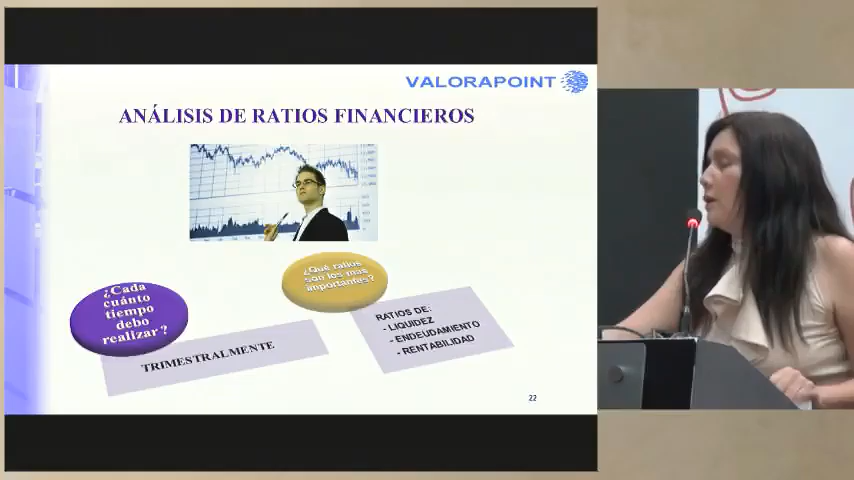 VALORAPOINT
ANÁLISIS DE RATIOS FINANCIEROS
¿Cada
cuánto
tiempo
debo
realizar?
¿Qué ratios
son los mas
importantes?
TRIMESTRALMENTE
RATIOS DE:
- LIQUIDEZ
- ENDEUDAMIENTO
- RENTABILIDAD
22